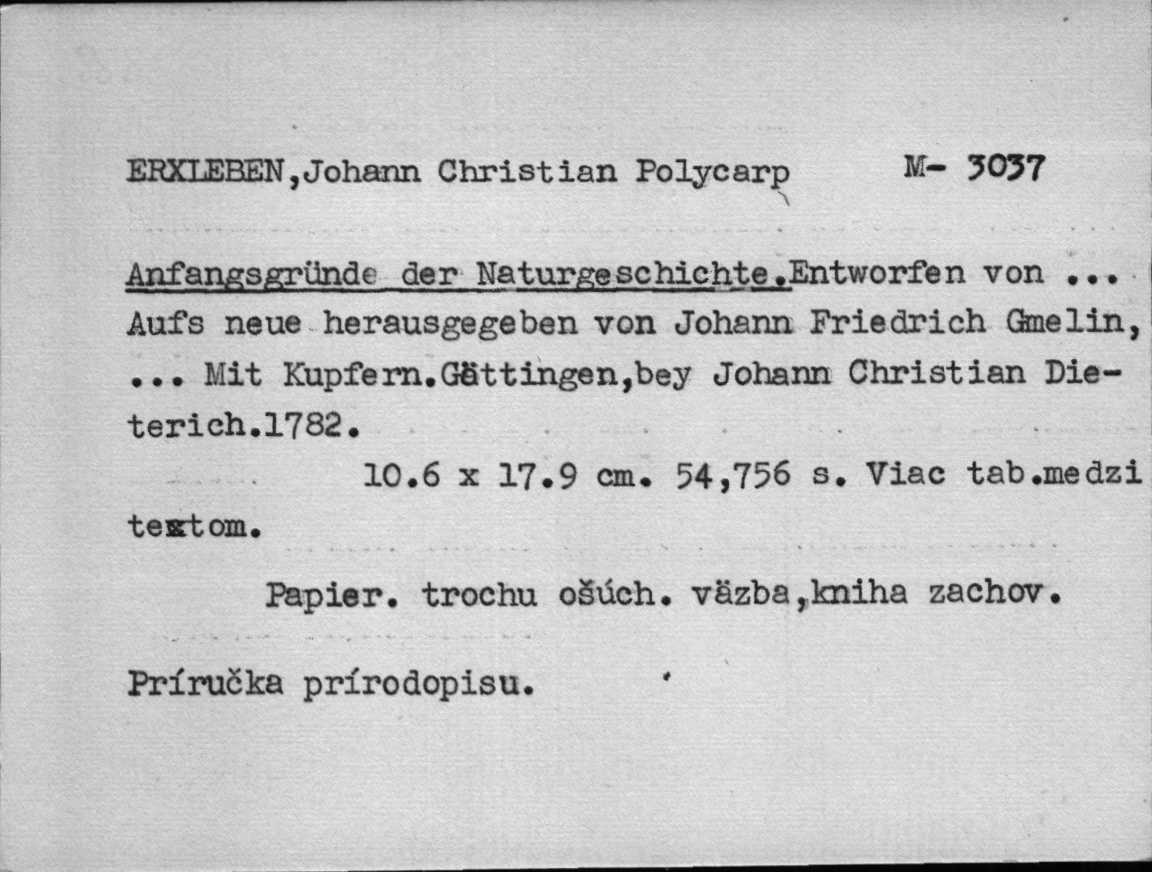 ERXLEBEN,Johann Christian Polycarp M- 3037
Anfangsgründe der Naturgeschichte.Entworfen von ...
Aufs neue herausgegeben von Johann Friedrich Gmelin,
... Mit Kupfern.Göttingen,bey Johann Christian Die-
terich.1782.
10.6 x 17.9 cm. 54,756 s. Viac tab.medzi
textom.
Papier. trochu ošúch. väzba,kniha zachov.
Príručka prírodopisu.